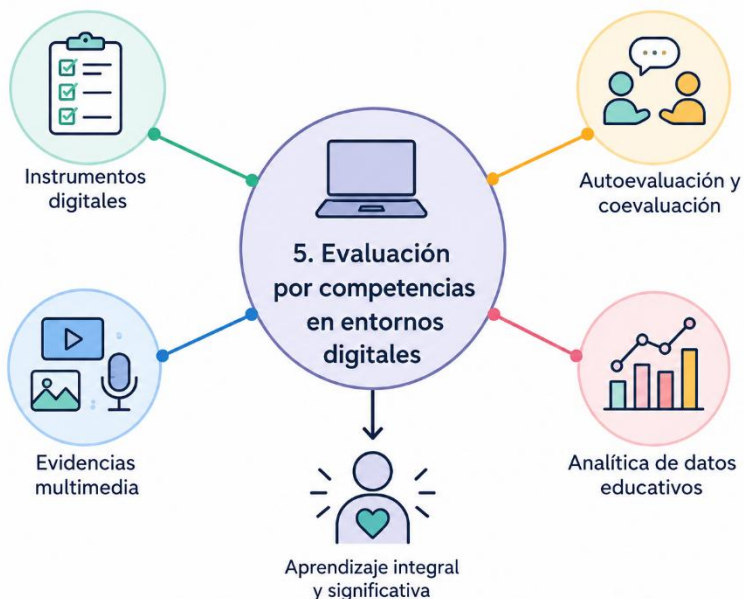 Instrumentos
digitales
Autoevaluación y
coevaluación
5. Evaluación
por competencias
en entornos
digitales
Evidencias
multimedia
Analítica de datos
educativos
Aprendizaje integral
y significativa